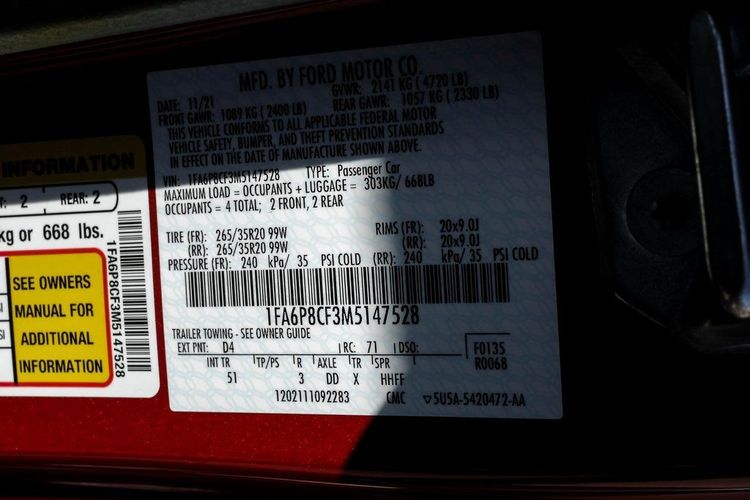 MFD. BY FORD MOTOR CO.
DATE: 11/21 GVWR: 2141 KG ( 4720 LB)
FRONT GAWR: 1089 KG ( 2400 LB) REAR GAWR: 1057 KG ( 2330 LB)
THIS VEHICLE CONFORMS TO ALL APPLICABLE FEDERAL MOTOR
VEHICLE SAFETY, BUMPER, AND THEFT PREVENTION STANDARDS
IN EFFECT ON THE DATE OF MANUFACTURE SHOWN ABOVE.
VIN: 1FA6P8CF3M5147528 TYPE: Passenger Car
MAXIMUM LOAD = OCCUPANTS + LUGGAGE = 303KG/ 668LB
OCCUPANTS = 4 TOTAL; 2 FRONT, 2 REAR
TIRE (FR): 265/35R20 99W RIMS (FR): 20x9.0J
(RR): 265/35R20 99W (RR): 20x9.0J
PRESSURE (FR): 240 kPa/ 35 PSI COLD (RR): 240 kPa/ 35 PSI COLD
1FA6P8CF3M5147528
TRAILER TOWING - SEE OWNER GUIDE
EXT PNT: D4 RC: 71 DSO: F0135
R0068
INT TR TP/PS R AXLE TR SPR
51 3 DD X HHFF
1202111092283 CMC ▽5U5A-5420472-AA
INFORMATION
: 2 REAR: 2
kg or 668 lbs.
SEE OWNERS
MANUAL FOR
ADDITIONAL
INFORMATION
1FA6P8CF3M5147528